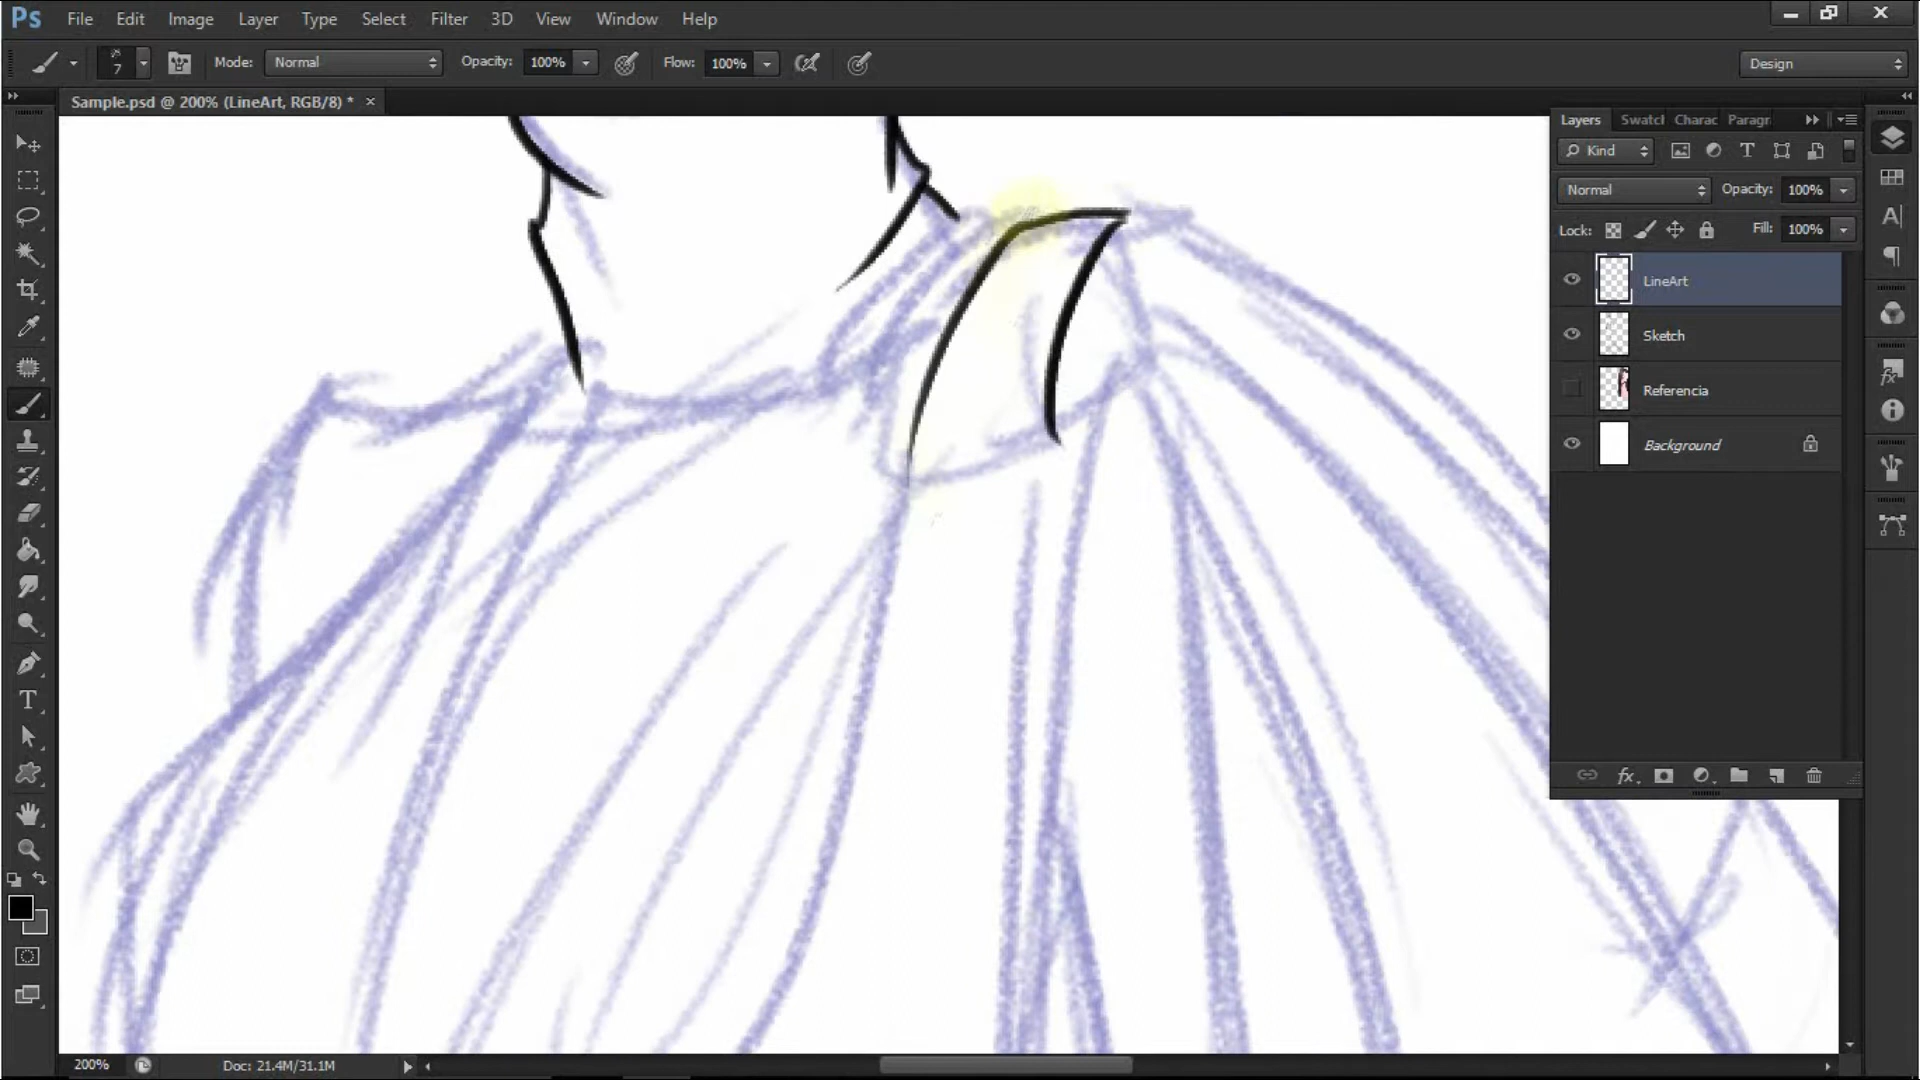 Ps File Edit Image Layer Type Select Filter 3D View Window Help
7 Mode: Normal Opacity: 100% Flow: 100% Design
Sample.psd @ 200% (LineArt, RGB/8) * ×
Layers Swatcl Charac Paragr
Kind
Normal Opacity: 100%
Lock: Fill: 100%
LineArt
Sketch
Referencia
Background
fx
200% Doc: 21.4M/31.1M